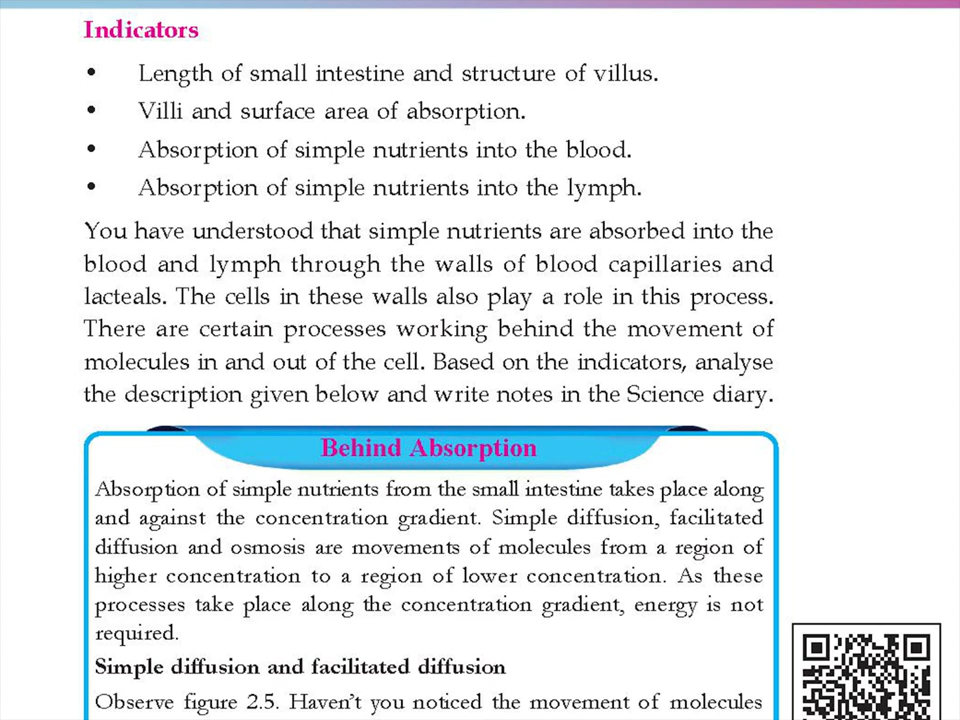 Indicators
• Length of small intestine and structure of villus.
• Villi and surface area of absorption.
• Absorption of simple nutrients into the blood.
• Absorption of simple nutrients into the lymph.
You have understood that simple nutrients are absorbed into the
blood and lymph through the walls of blood capillaries and
lacteals. The cells in these walls also play a role in this process.
There are certain processes working behind the movement of
molecules in and out of the cell. Based on the indicators, analyse
the description given below and write notes in the Science diary.
Behind Absorption
Absorption of simple nutrients from the small intestine takes place along
and against the concentration gradient. Simple diffusion, facilitated
diffusion and osmosis are movements of molecules from a region of
higher concentration to a region of lower concentration. As these
processes take place along the concentration gradient, energy is not
required.
Simple diffusion and facilitated diffusion
Observe figure 2.5. Haven't you noticed the movement of molecules